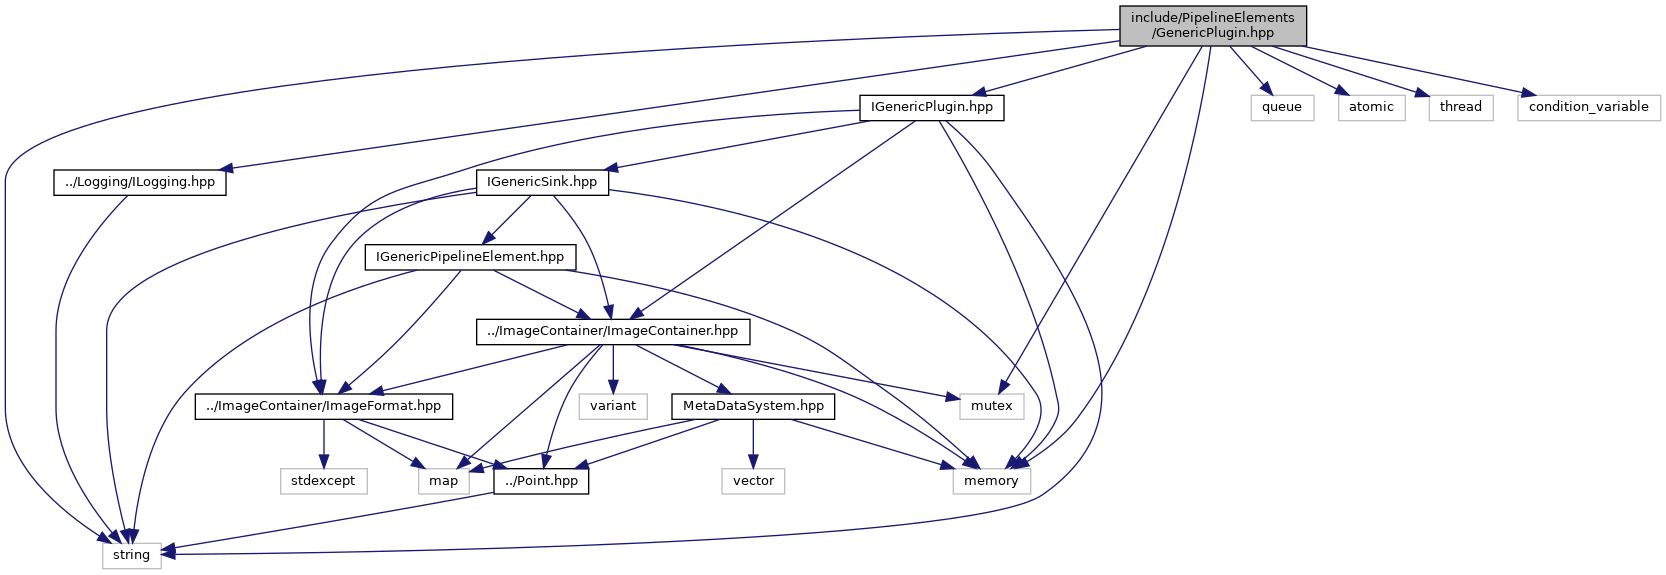 include/PipelineElements
/GenericPlugin.hpp
IGenericPlugin.hpp
queue
atomic
thread
condition_variable
../Logging/ILogging.hpp
IGenericSink.hpp
IGenericPipelineElement.hpp
../ImageContainer/ImageContainer.hpp
../ImageContainer/ImageFormat.hpp
variant
MetaDataSystem.hpp
mutex
stdexcept
map
../Point.hpp
vector
memory
string